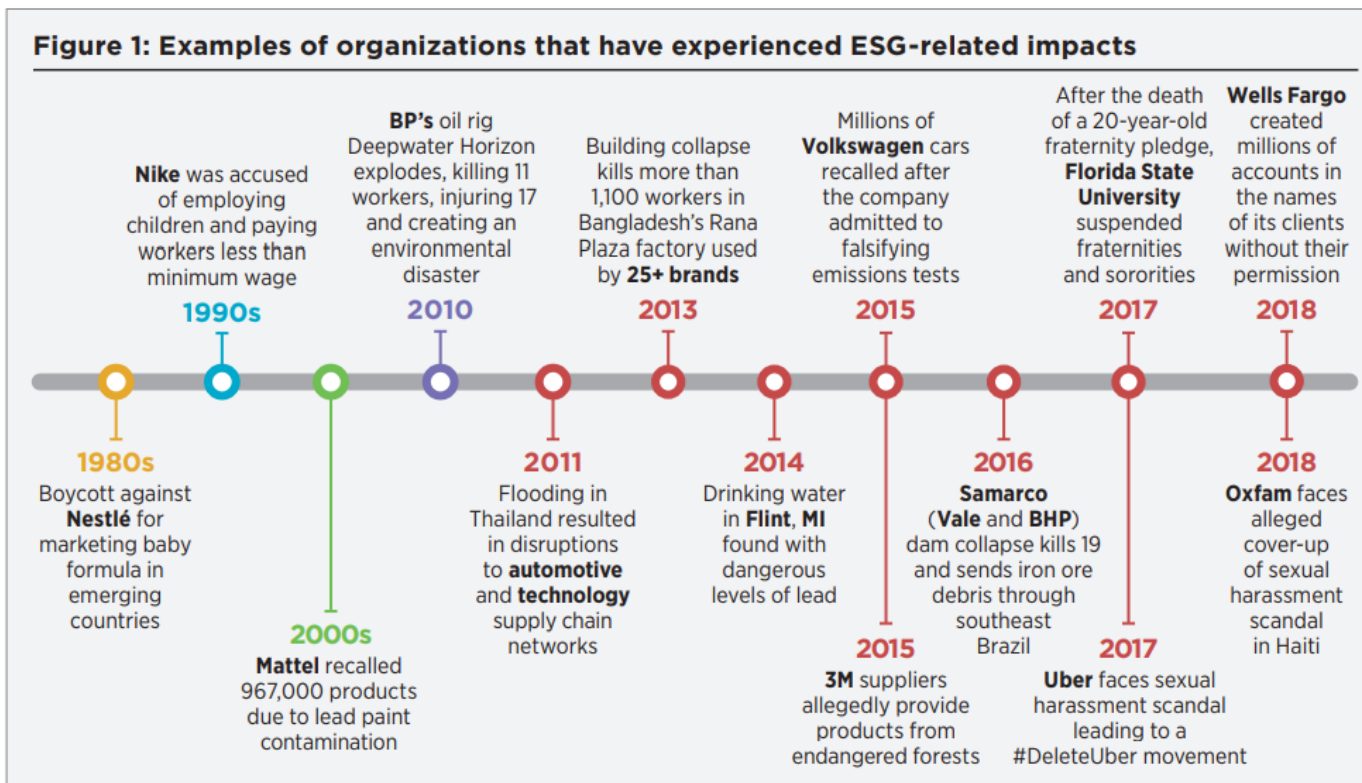 Figure 1: Examples of organizations that have experienced ESG-related impacts
Nike was accused
of employing
children and paying
workers less than
minimum wage
1990s
BP's oil rig
Deepwater Horizon
explodes, killing 11
workers, injuring 17
and creating an
environmental
disaster
2010
Building collapse
kills more than
1,100 workers in
Bangladesh's Rana
Plaza factory used
by 25+ brands
2013
Millions of
Volkswagen cars
recalled after
the company
admitted to
falsifying
emissions tests
2015
After the death
of a 20-year-old
fraternity pledge,
Florida State
University
suspended
fraternities
and sororities
2017
Wells Fargo
created
millions of
accounts in
the names
of its clients
without their
permission
2018
1980s
Boycott against
Nestlé for
marketing baby
formula in
emerging
countries
2000s
Mattel recalled
967,000 products
due to lead paint
contamination
2011
Flooding in
Thailand resulted
in disruptions
to automotive
and technology
supply chain
networks
2014
Drinking water
in Flint, MI
found with
dangerous
levels of lead
2015
3M suppliers
allegedly provide
products from
endangered forests
2016
Samarco
(Vale and BHP)
dam collapse kills 19
and sends iron ore
debris through
southeast
Brazil
2017
Uber faces sexual
harassment scandal
leading to a
#DeleteUber movement
2018
Oxfam faces
alleged
cover-up
of sexual
harassment
scandal
in Haiti